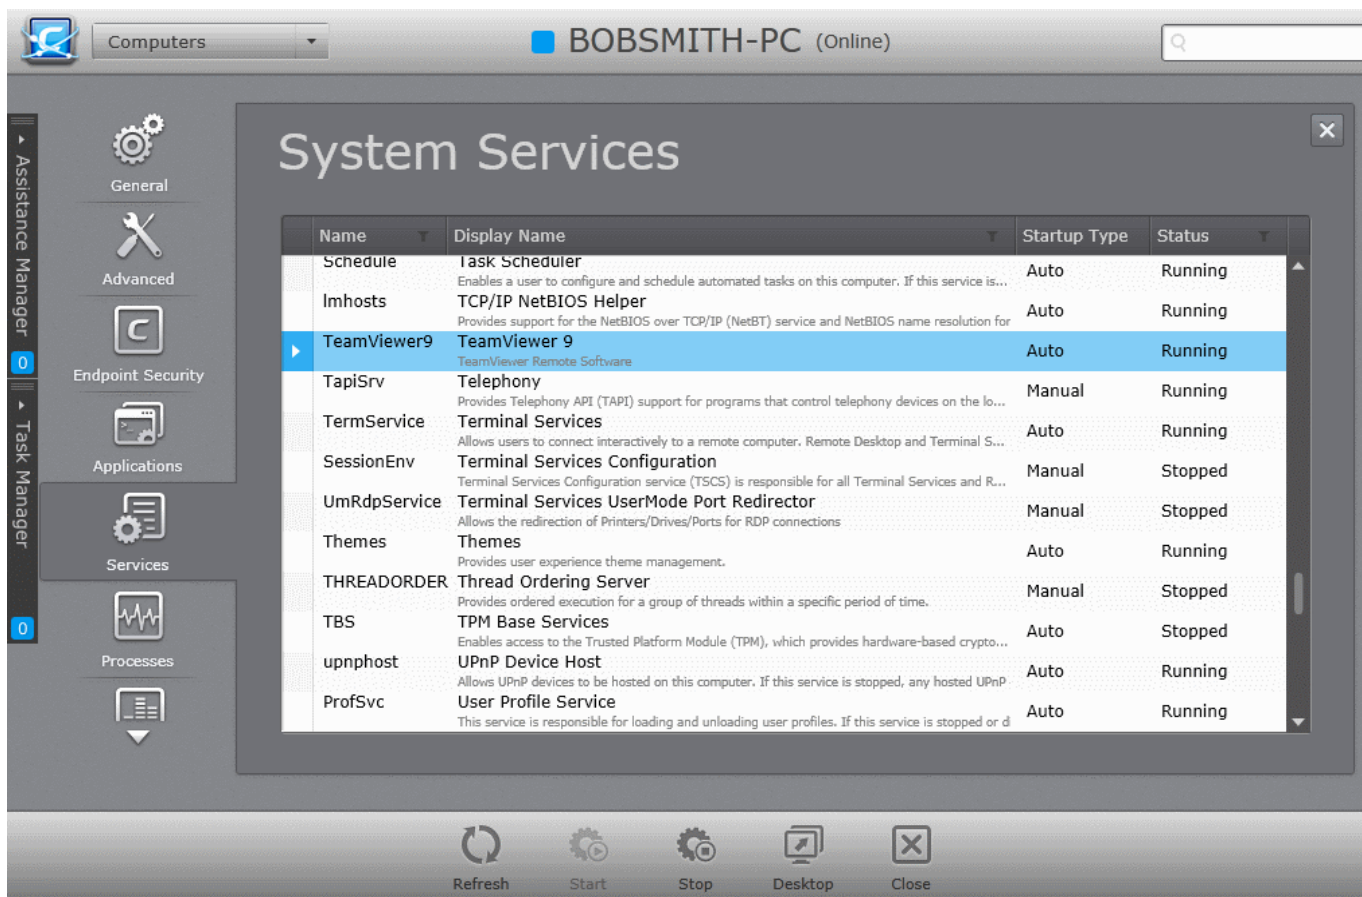 Computers
BOBSMITH-PC (Online)
Assistance Manager
0
Task Manager
0
General
Advanced
Endpoint Security
Applications
Services
Processes
System Services
Name Display Name Startup Type Status
Schedule Task Scheduler Auto Running
Enables a user to configure and schedule automated tasks on this computer. If this service is...
lmhosts TCP/IP NetBIOS Helper Auto Running
Provides support for the NetBIOS over TCP/IP (NetBT) service and NetBIOS name resolution for
TeamViewer9 TeamViewer 9 Auto Running
TeamViewer Remote Software
TapiSrv Telephony Manual Running
Provides Telephony API (TAPI) support for programs that control telephony devices on the lo...
TermService Terminal Services Auto Running
Allows users to connect interactively to a remote computer. Remote Desktop and Terminal S...
SessionEnv Terminal Services Configuration Manual Stopped
Terminal Services Configuration service (TSCS) is responsible for all Terminal Services and R...
UmRdpService Terminal Services UserMode Port Redirector Manual Stopped
Allows the redirection of Printers/Drives/Ports for RDP connections
Themes Themes Auto Running
Provides user experience theme management.
THREADORDER Thread Ordering Server Manual Stopped
Provides ordered execution for a group of threads within a specific period of time.
TBS TPM Base Services Auto Stopped
Enables access to the Trusted Platform Module (TPM), which provides hardware-based crypto...
upnphost UPnP Device Host Auto Running
Allows UPnP devices to be hosted on this computer. If this service is stopped, any hosted UPnP
ProfSvc User Profile Service Auto Running
This service is responsible for loading and unloading user profiles. If this service is stopped or d
Refresh Start Stop Desktop Close